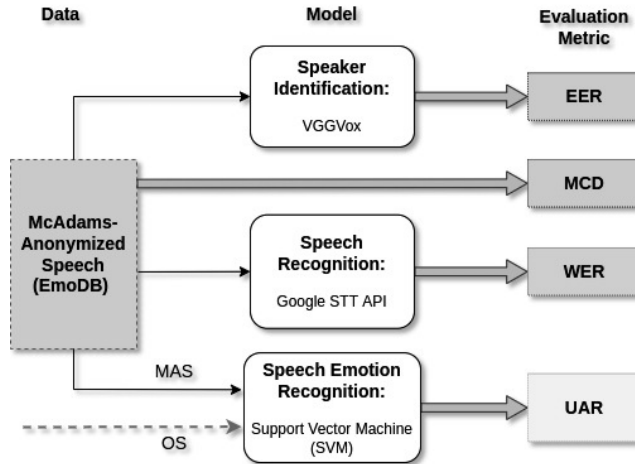 Data
Model
Evaluation
Metric
Speaker
Identification:
VGGVox
EER
McAdams-
Anonymized
Speech
(EmoDB)
MCD
Speech
Recognition:
Google STT API
WER
MAS
OS
Speech Emotion
Recognition:
Support Vector Machine
(SVM)
UAR